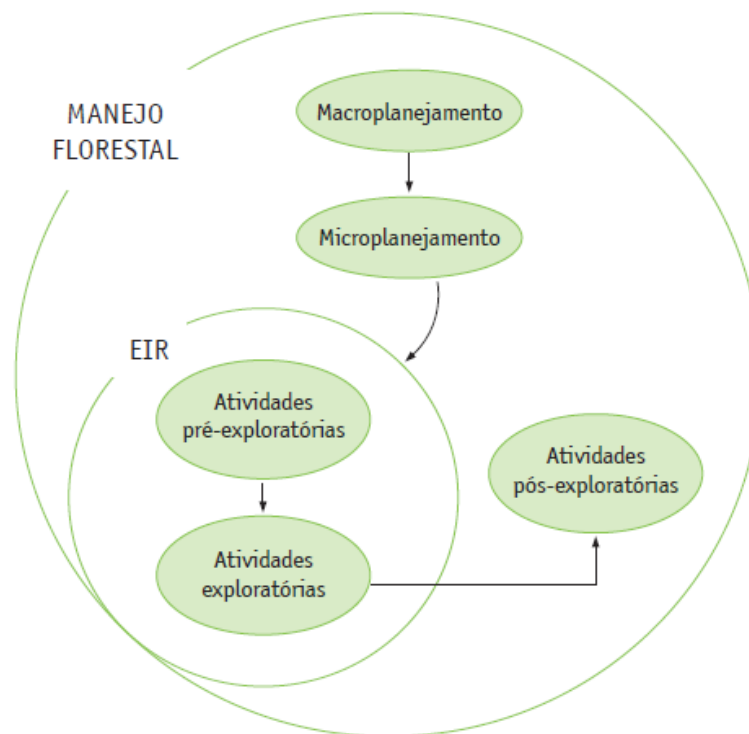 MANEJO
FLORESTAL
Macroplanejamento
Microplanejamento
EIR
Atividades
pré-exploratórias
Atividades
exploratórias
Atividades
pós-exploratórias